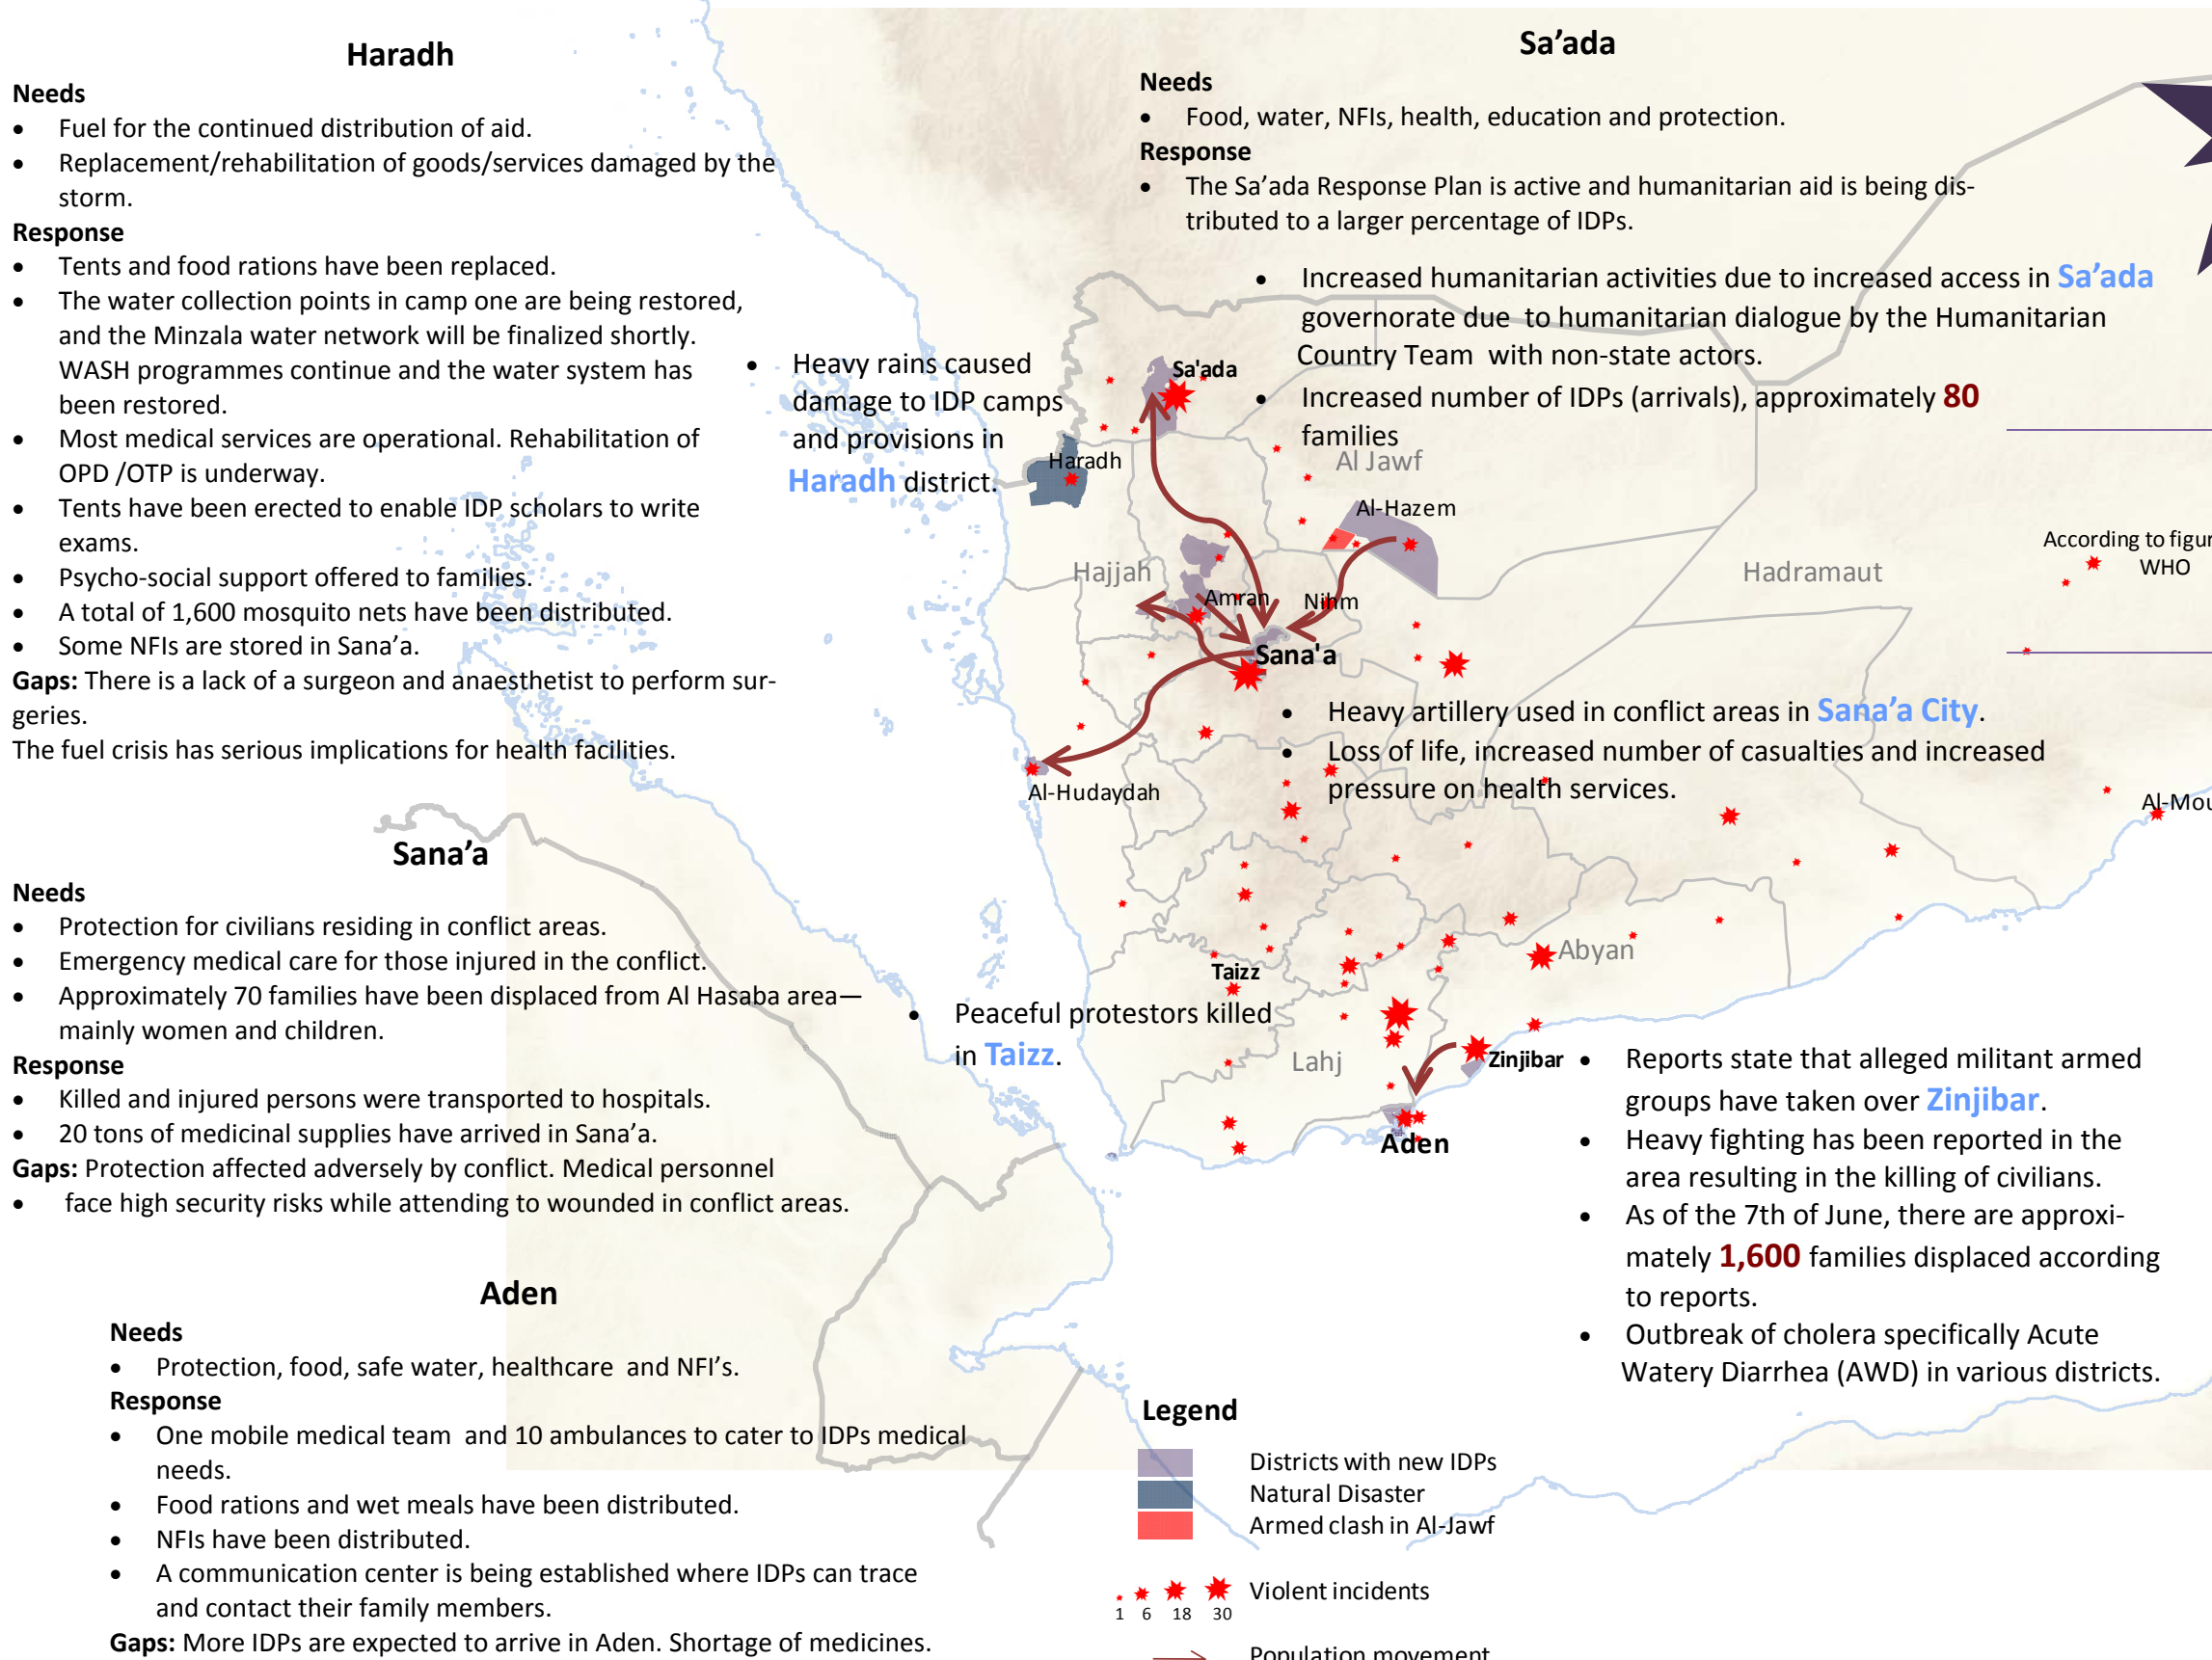 Haradh
Needs
• Fuel for the continued distribution of aid.
• Replacement/rehabilitation of goods/services damaged by the
storm.
Response
• Tents and food rations have been replaced.
• The water collection points in camp one are being restored,
and the Minzala water network will be finalized shortly.
WASH programmes continue and the water system has
been restored.
• Most medical services are operational. Rehabilitation of
OPD /OTP is underway.
• Tents have been erected to enable IDP scholars to write
exams.
• Psycho-social support offered to families.
• A total of 1,600 mosquito nets have been distributed.
• Some NFIs are stored in Sana’a.
Gaps: There is a lack of a surgeon and anaesthetist to perform sur-
geries.
The fuel crisis has serious implications for health facilities.
Sana’a
Needs
• Protection for civilians residing in conflict areas.
• Emergency medical care for those injured in the conflict.
• Approximately 70 families have been displaced from Al Hasaba area—
mainly women and children.
Response
• Killed and injured persons were transported to hospitals.
• 20 tons of medicinal supplies have arrived in Sana’a.
Gaps: Protection affected adversely by conflict. Medical personnel
• face high security risks while attending to wounded in conflict areas.
Aden
Needs
• Protection, food, safe water, healthcare and NFI’s.
Response
• One mobile medical team and 10 ambulances to cater to IDPs medical
needs.
• Food rations and wet meals have been distributed.
• NFIs have been distributed.
• A communication center is being established where IDPs can trace
and contact their family members.
Gaps: More IDPs are expected to arrive in Aden. Shortage of medicines.
Sa’ada
Needs
• Food, water, NFIs, health, education and protection.
Response
• The Sa’ada Response Plan is active and humanitarian aid is being dis-
tributed to a larger percentage of IDPs.
• Increased humanitarian activities due to increased access in Sa’ada
governorate due to humanitarian dialogue by the Humanitarian
Country Team with non-state actors.
• Increased number of IDPs (arrivals), approximately 80
families
• Heavy rains caused
damage to IDP camps
and provisions in
Haradh district.
Sa'ada
Haradh
Al Jawf
Al-Hazem
Hajjah
Amran
Nihm
Sana'a
Hadramaut
According to figur
WHO
• Heavy artillery used in conflict areas in Sana’a City.
• Loss of life, increased number of casualties and increased
pressure on health services.
Al-Hudaydah
Al-Mou
Abyan
Taizz
• Peaceful protestors killed
in Taizz.
Lahj
Zinjibar
Aden
• Reports state that alleged militant armed
groups have taken over Zinjibar.
• Heavy fighting has been reported in the
area resulting in the killing of civilians.
• As of the 7th of June, there are approxi-
mately 1,600 families displaced according
to reports.
• Outbreak of cholera specifically Acute
Watery Diarrhea (AWD) in various districts.
Legend
Districts with new IDPs
Natural Disaster
Armed clash in Al-Jawf
Violent incidents
1 6 18 30
Population movement